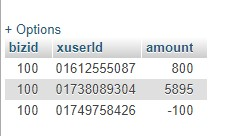 + Options
bizid xuserId amount
100 01612555087 800
100 01738089304 5895
100 01749758426 -100